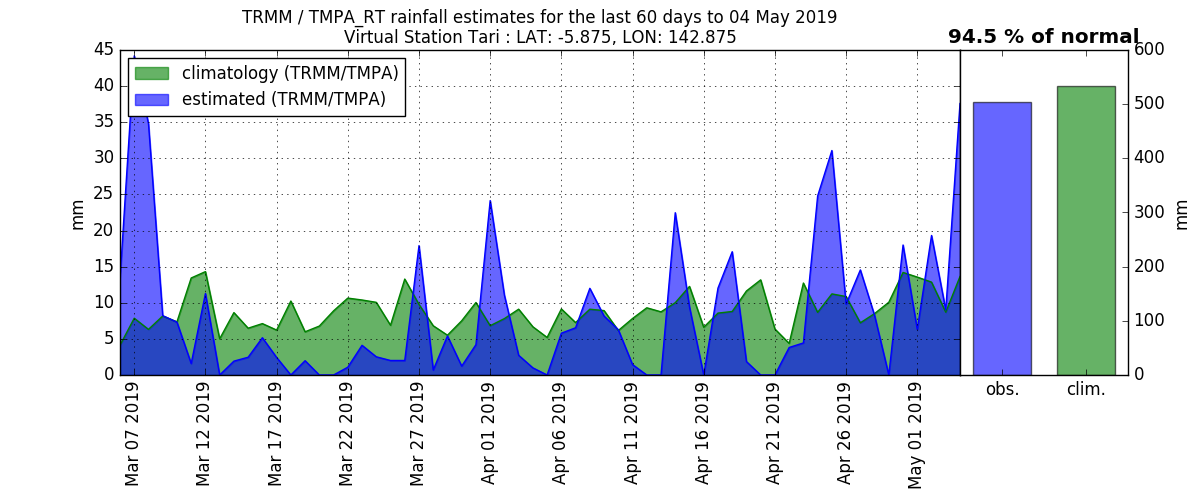 TRMM / TMPA_RT rainfall estimates for the last 60 days to 04 May 2019
Virtual Station Tari : LAT: -5.875, LON: 142.875
94.5 % of normal
climatology (TRMM/TMPA)
estimated (TRMM/TMPA)
45
40
35
30
25
20
15
10
5
0
mm
Mar 07 2019
Mar 12 2019
Mar 17 2019
Mar 22 2019
Mar 27 2019
Apr 01 2019
Apr 06 2019
Apr 11 2019
Apr 16 2019
Apr 21 2019
Apr 26 2019
May 01 2019
obs.
clim.
600
500
400
300
200
100
0
mm